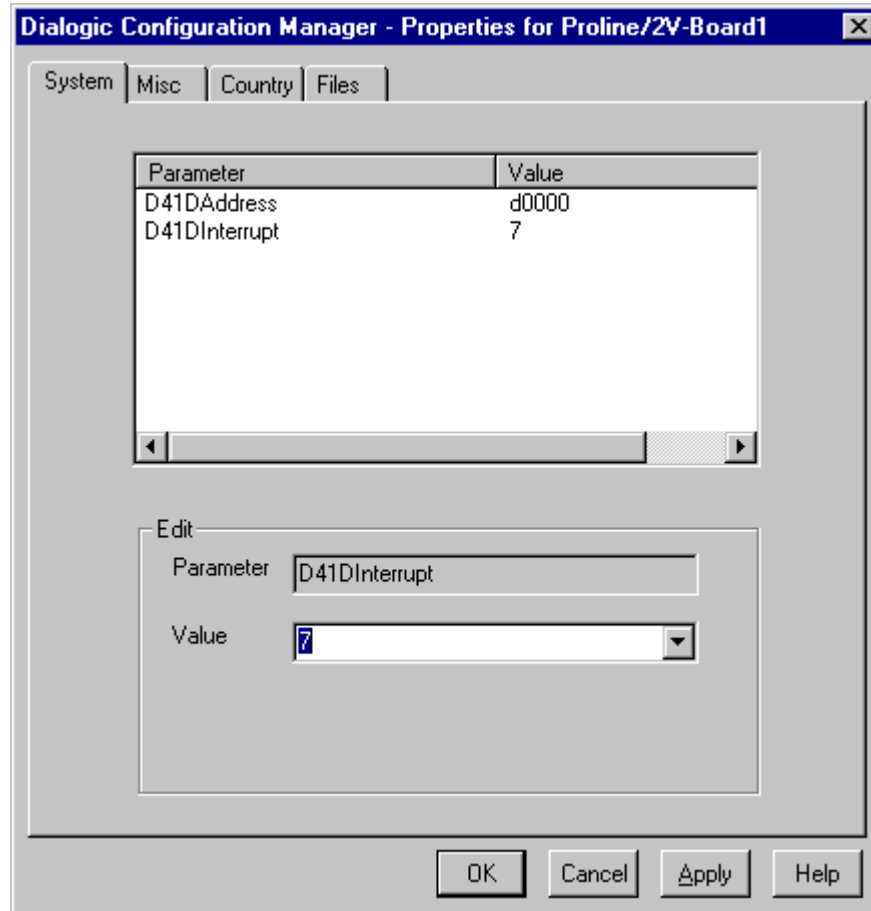 Dialogic Configuration Manager - Properties for Proline/2V-Board1
System Misc Country Files
Parameter Value
D41DAddress d0000
D41DInterrupt 7
Edit
Parameter D41DInterrupt
Value 7
OK Cancel Apply Help